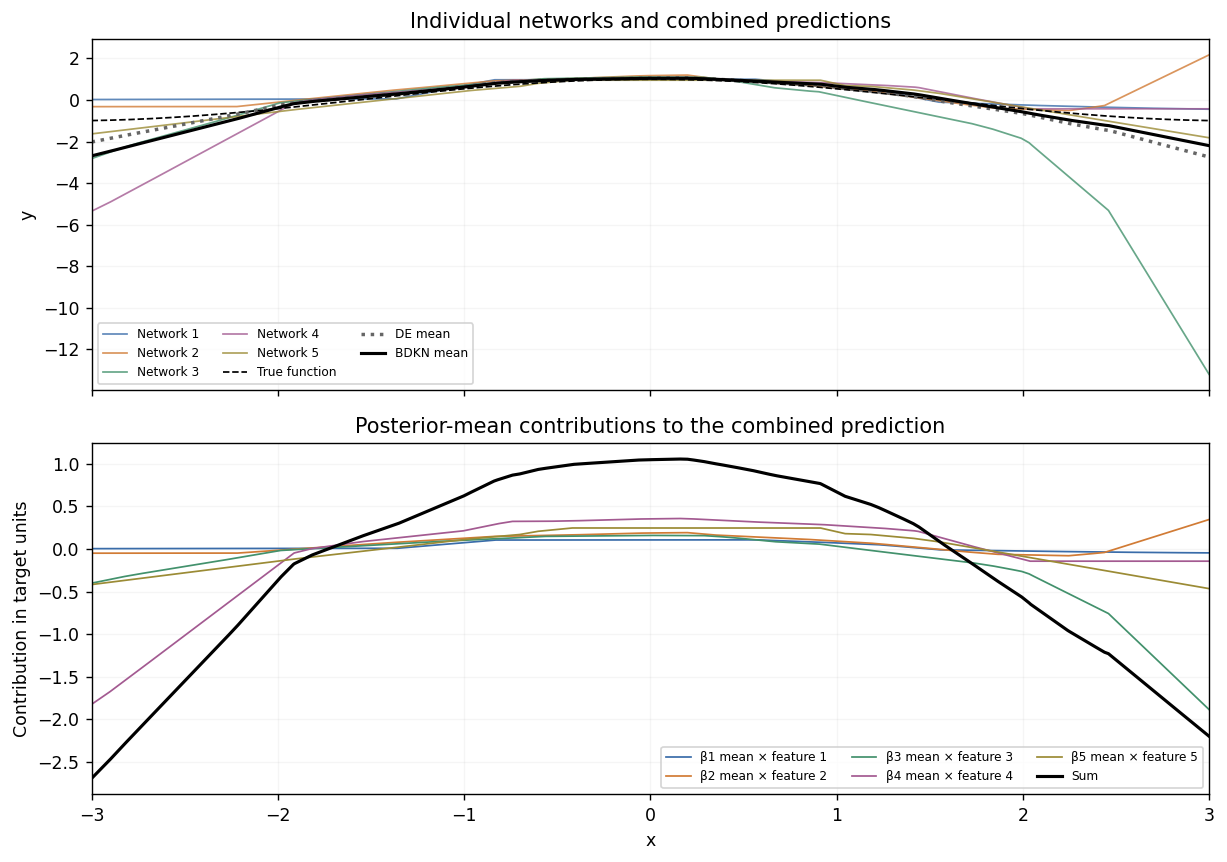 Individual networks and combined predictions
2
0
−2
−4
−6
−8
−10
−12
y
Network 1 Network 4 DE mean
Network 2 Network 5 BDKN mean
Network 3 True function
Posterior-mean contributions to the combined prediction
1.0
0.5
0.0
−0.5
−1.0
−1.5
−2.0
−2.5
Contribution in target units
β1 mean × feature 1 β3 mean × feature 3 β5 mean × feature 5
β2 mean × feature 2 β4 mean × feature 4 Sum
−3 −2 −1 0 1 2 3
x